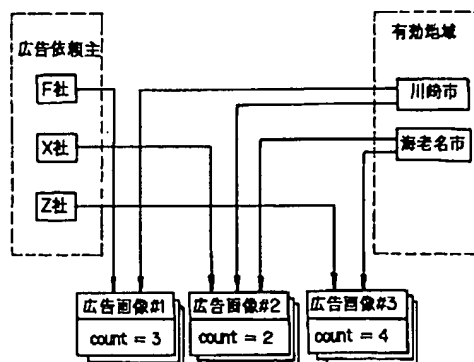 広告依頼主
F社
X社
Z社
有効地域
川崎市
海老名市
広告画像#1
count = 3
広告画像#2
count = 2
広告画像#3
count = 4